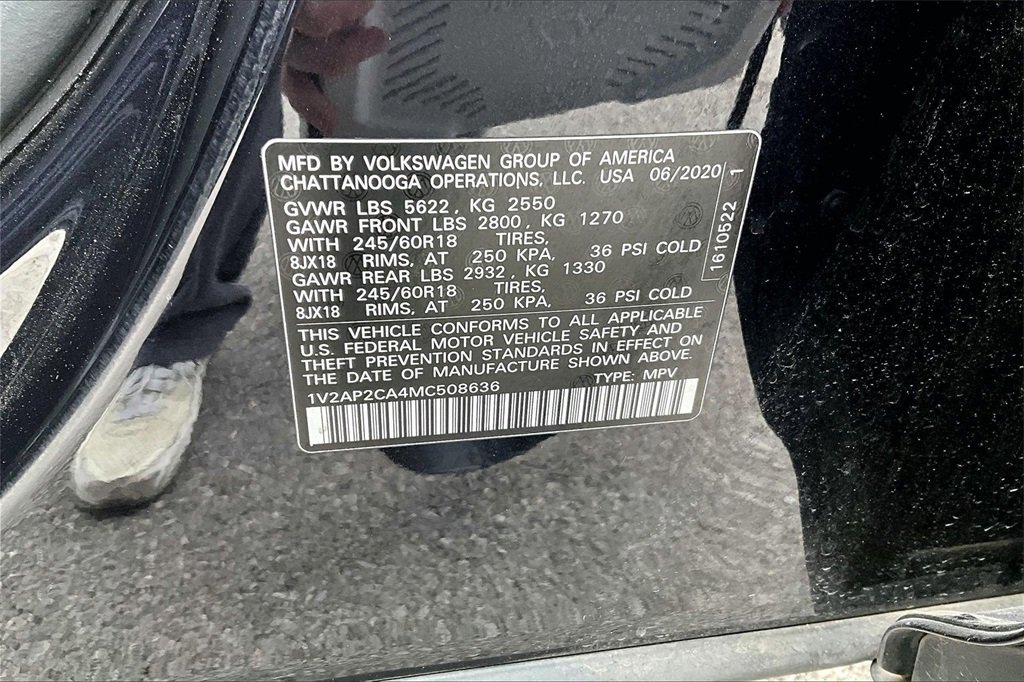 MFD BY VOLKSWAGEN GROUP OF AMERICA
CHATTANOOGA OPERATIONS, LLC. USA 06/2020
GVWR LBS 5622, KG 2550
GAWR FRONT LBS 2800, KG 1270
WITH 245/60R18 TIRES,
8JX18 RIMS, AT 250 KPA, 36 PSI COLD
GAWR REAR LBS 2932, KG 1330
WITH 245/60R18 TIRES,
8JX18 RIMS, AT 250 KPA, 36 PSI COLD
THIS VEHICLE CONFORMS TO ALL APPLICABLE
U.S. FEDERAL MOTOR VEHICLE SAFETY AND
THEFT PREVENTION STANDARDS IN EFFECT ON
THE DATE OF MANUFACTURE SHOWN ABOVE.
1V2AP2CA4MC508636 TYPE: MPV
1610522 1